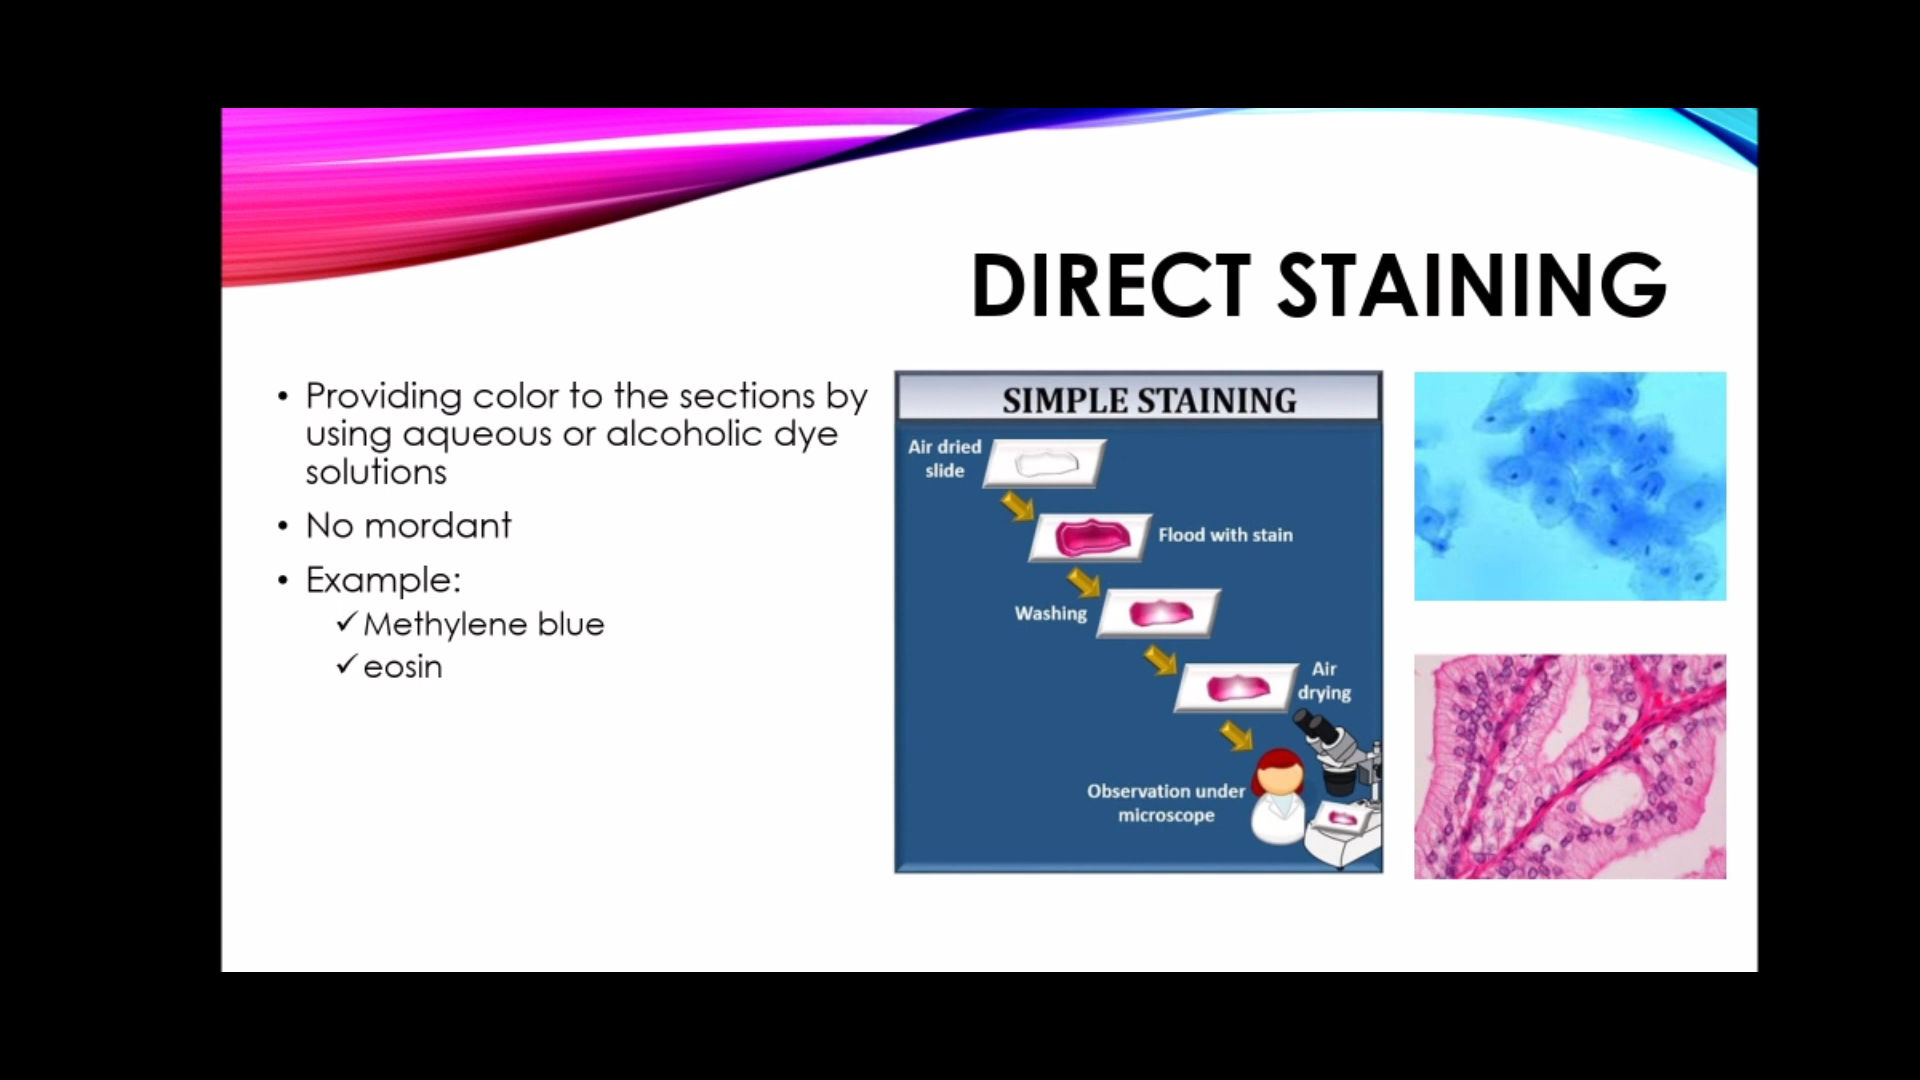 DIRECT STAINING
• Providing color to the sections by
using aqueous or alcoholic dye
solutions
• No mordant
• Example:
✓ Methylene blue
✓ eosin
SIMPLE STAINING
Air dried
slide
Flood with stain
Washing
Air
drying
Observation under
microscope